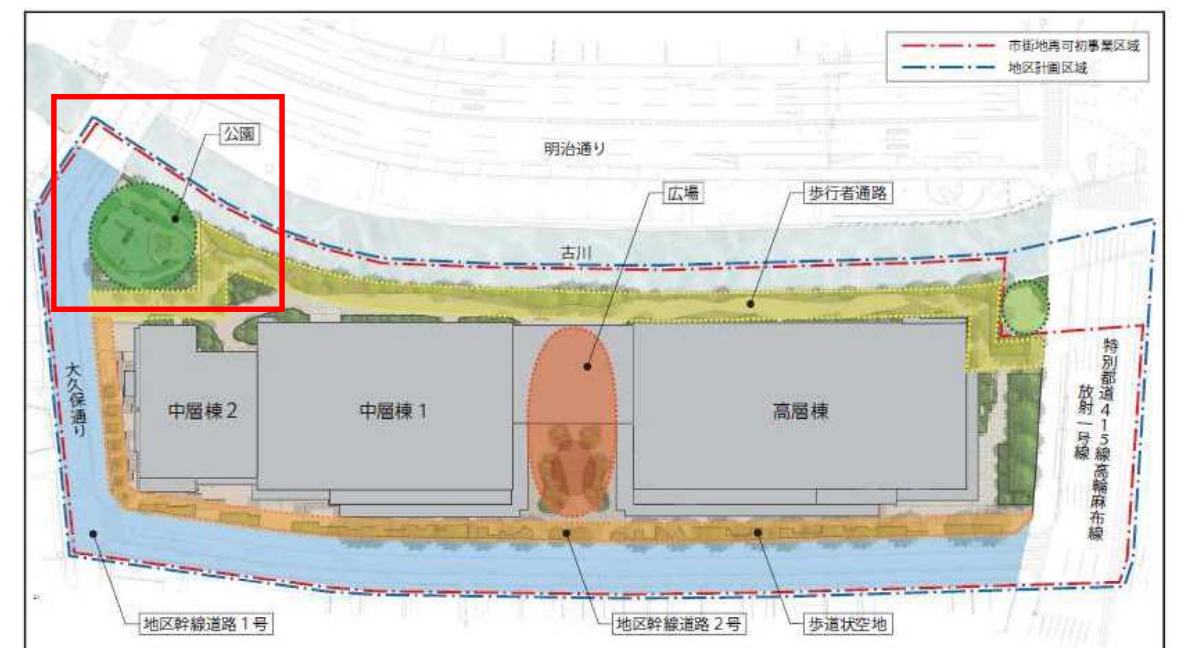 市街地再可初事業区域
地区計画区域
公園
明治通り
広場
歩行者通路
古川
大久保通り
中層棟2
中層棟1
高層棟
特別都道415線高輪麻布線
放射一号線
地区幹線道路1号
地区幹線道路2号
歩道状空地